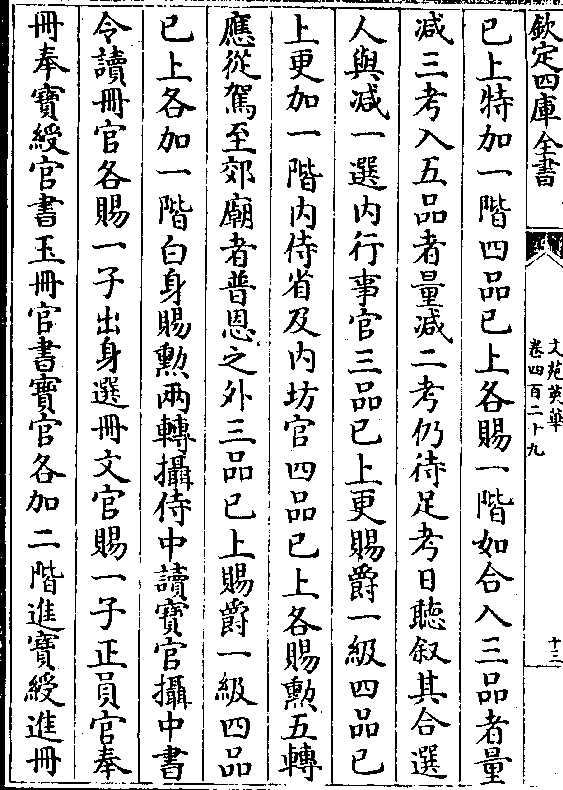 欽定四庫全書
文苑英華
卷四百二十九
十三
已上特加一階四品已上各賜一階如合入三品者量
减三考入五品者量减二考仍待足考日聽叙其合選
人與减一選内行事官三品已上更賜爵一級四品已
上更加一階内侍省及内坊官四品已上各賜勲五轉
應從駕至郊廟者普恩之外三品已上賜爵一級四品
已上各加一階白身賜勲兩轉攝侍中讀寳官攝中書
令讀冊官各賜一子出身選冊文官賜一子正員官奉
冊奉寳綬官書玉冊官書寳官各加二階進寳綬進冊